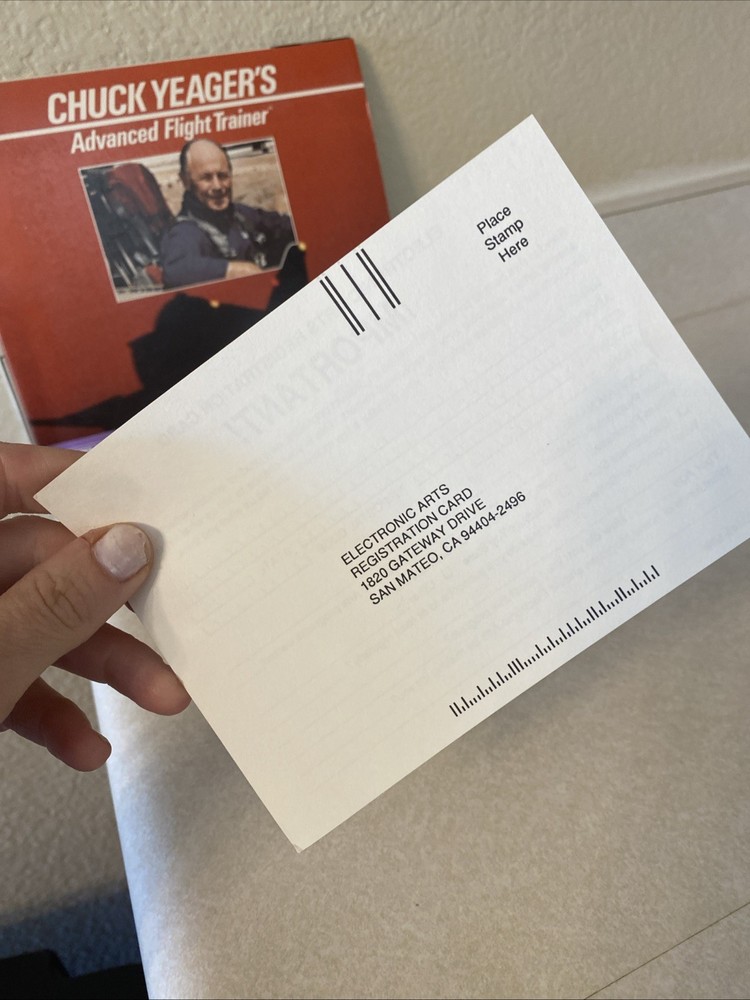 CHUCK YEAGER'S
Advanced Flight Trainer™
Place
Stamp
Here
ELECTRONIC ARTS
REGISTRATION CARD
1820 GATEWAY DRIVE
SAN MATEO, CA 94404-2496